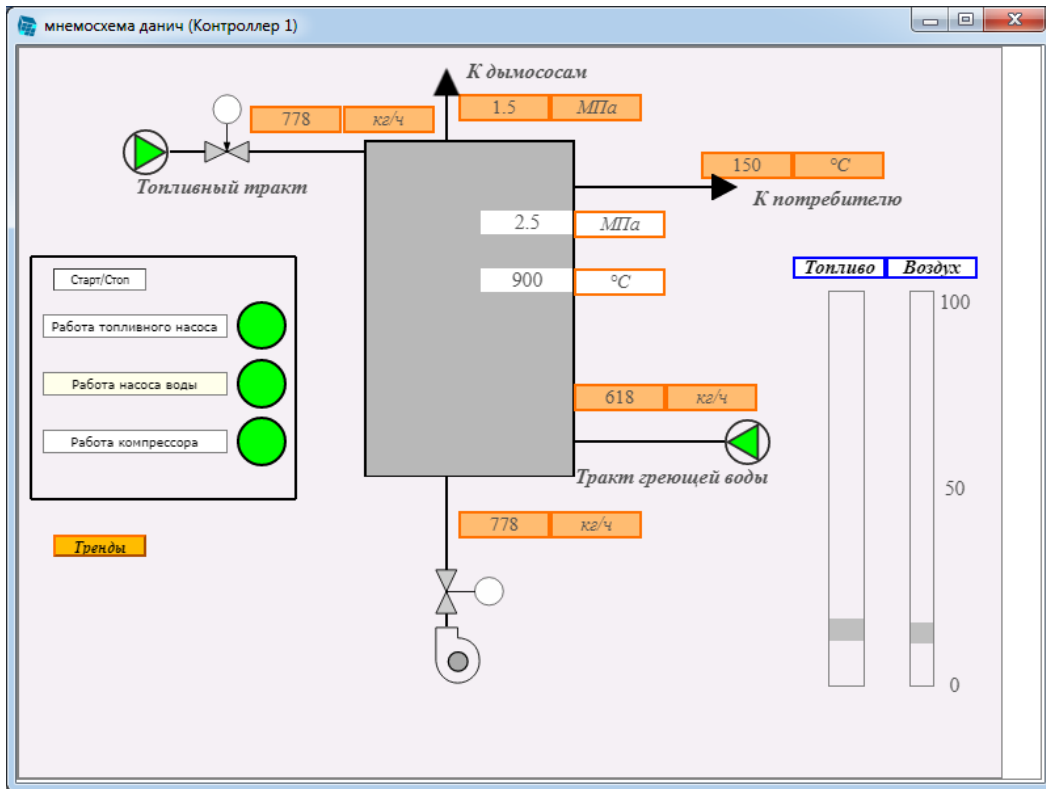 мнемосхема данич (Контроллер 1)
К дымососам
1.5 МПа
778 кг/ч
Топливный тракт
150 °C
К потребителю
2.5 МПа
900 °C
Топливо Воздух
100
50
0
Старт/Стоп
Работа топливного насоса
Работа насоса воды
Работа компрессора
618 кг/ч
Тракт греющей воды
778 кг/ч
Тренды